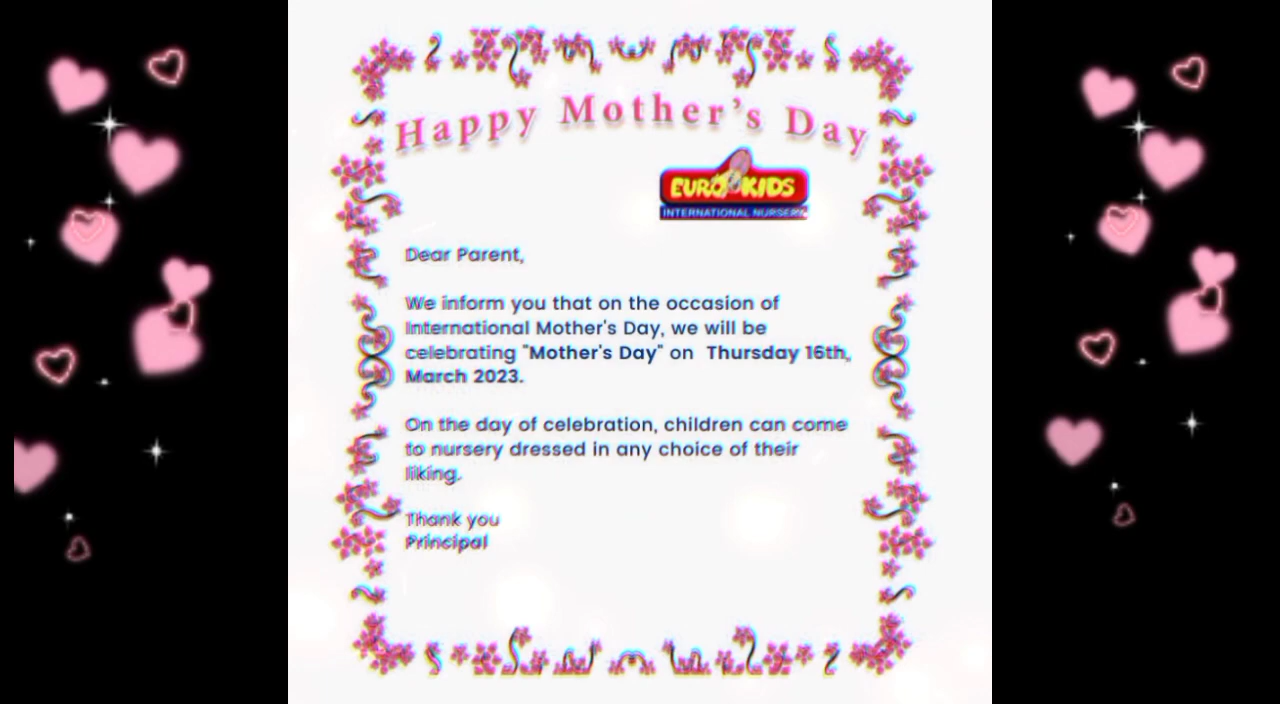 Happy Mother's Day
EURO KIDS
INTERNATIONAL NURSERY
Dear Parent,
We inform you that on the occasion of
International Mother's Day, we will be
celebrating "Mother's Day" on  Thursday 16th,
March 2023.
On the day of celebration, children can come
to nursery dressed in any choice of their
liking.
Thank you
Principal